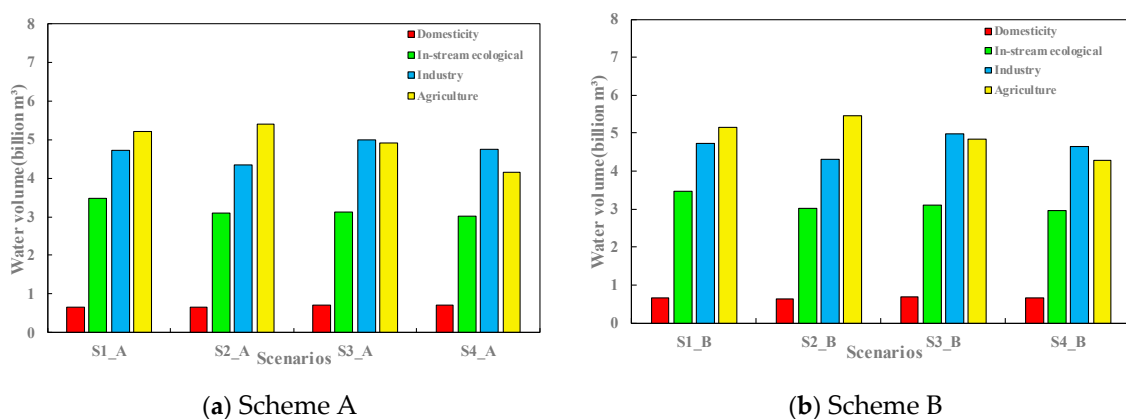 8
7
6
5
4
3
2
1
0
Water volume(billion m³)
Domesticity
In-stream ecological
Industry
Agriculture
S1_A S2_A S3_A S4_A
Scenarios
(a) Scheme A
8
7
6
5
4
3
2
1
0
Water volume(billion m³)
Domesticity
In-stream ecological
Industry
Agriculture
S1_B S2_B S3_B S4_B
Scenarios
(b) Scheme B